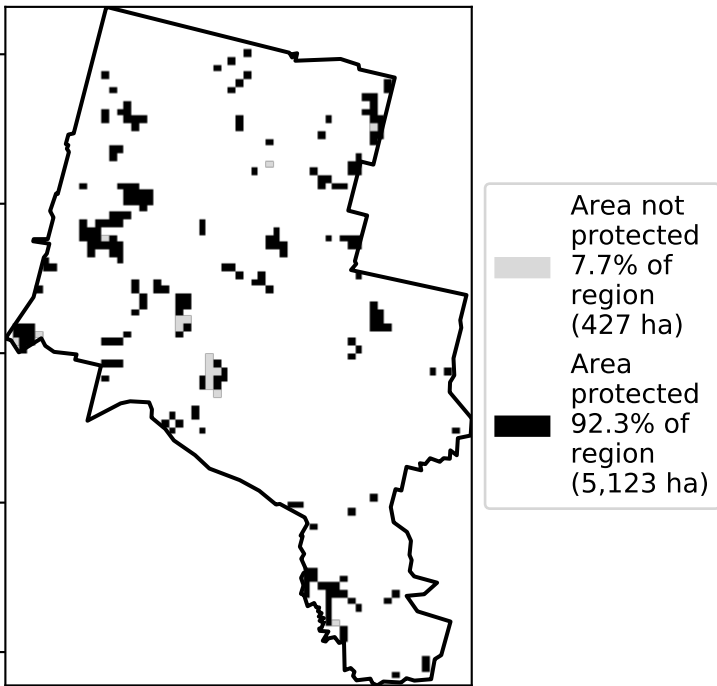 Area not
protected
7.7% of
region
(427 ha)
Area
protected
92.3% of
region
(5,123 ha)